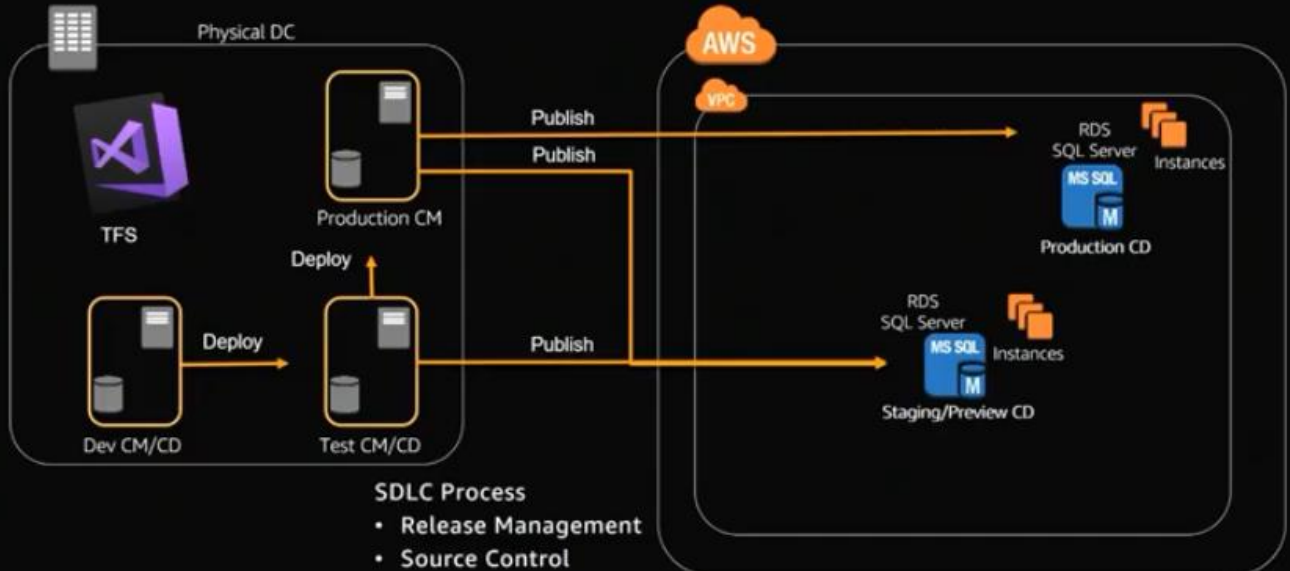 Physical DC
AWS
VPC
TFS
Production CM
Publish
Publish
RDS
SQL Server
Instances
MS SQL
M
Production CD
Deploy
Deploy
Publish
RDS
SQL Server
Instances
MS SQL
M
Staging/Preview CD
Dev CM/CD
Test CM/CD
SDLC Process
• Release Management
• Source Control